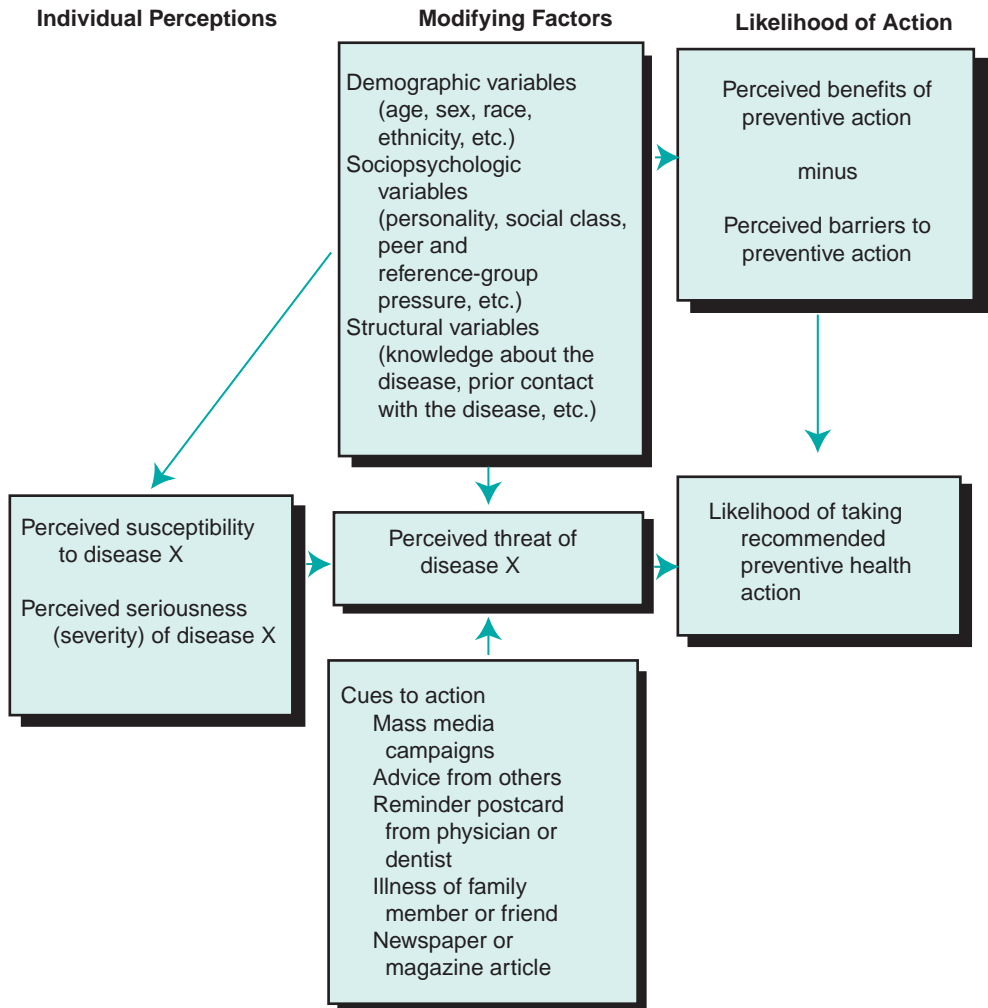 Individual Perceptions
Modifying Factors
Likelihood of Action
Demographic variables
(age, sex, race,
ethnicity, etc.)
Sociopsychologic
variables
(personality, social class,
peer and
reference-group
pressure, etc.)
Structural variables
(knowledge about the
disease, prior contact
with the disease, etc.)
Perceived benefits of
preventive action
minus
Perceived barriers to
preventive action
Perceived susceptibility
to disease X
Perceived seriousness
(severity) of disease X
Perceived threat of
disease X
Likelihood of taking
recommended
preventive health
action
Cues to action
Mass media
campaigns
Advice from others
Reminder postcard
from physician or
dentist
Illness of family
member or friend
Newspaper or
magazine article